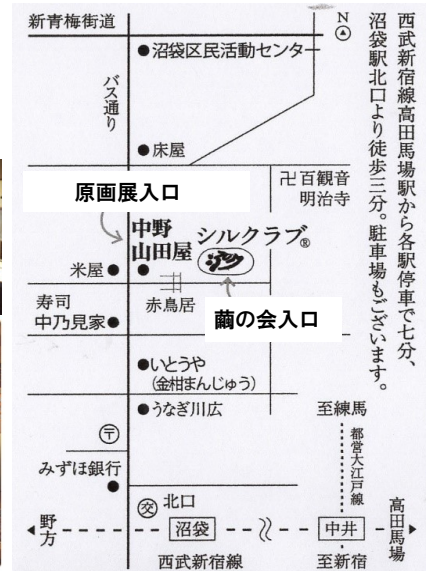 西武新宿線高田馬場駅から各駅停車で七分、
沼袋駅北口より徒歩三分。駐車場もございます。
N
新青梅街道
沼袋区民活動センター
バス通り
床屋
卍百観音
明治寺
原画展入口
中野
山田屋
シルクラブ®
米屋
赤鳥居
繭の会入口
寿司
中乃見家
いとうや
(金柑まんじゅう)
うなぎ川広
至練馬
〒
都営大江戸線
みずほ銀行
交 北口
高田馬場
野方
沼袋
中井
西武新宿線
至新宿